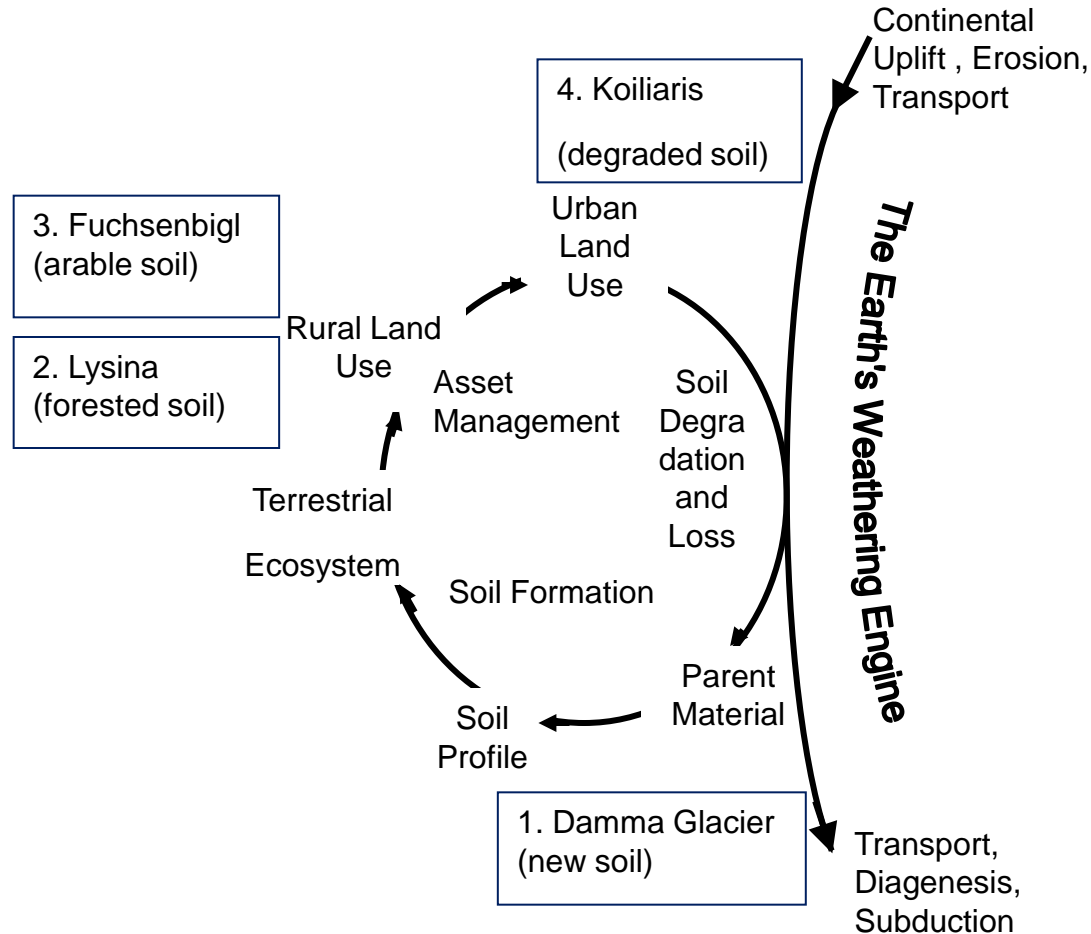 Continental
Uplift , Erosion,
Transport
4. Koiliaris
(degraded soil)
3. Fuchsenbigl
(arable soil)
Urban
Land
Use
The Earth's Weathering Engine
Rural Land
Use
2. Lysina
(forested soil)
Asset
Management
Soil
Degra
dation
and
Loss
Terrestrial
Ecosystem
Soil Formation
Parent
Material
Soil
Profile
1. Damma Glacier
(new soil)
Transport,
Diagenesis,
Subduction